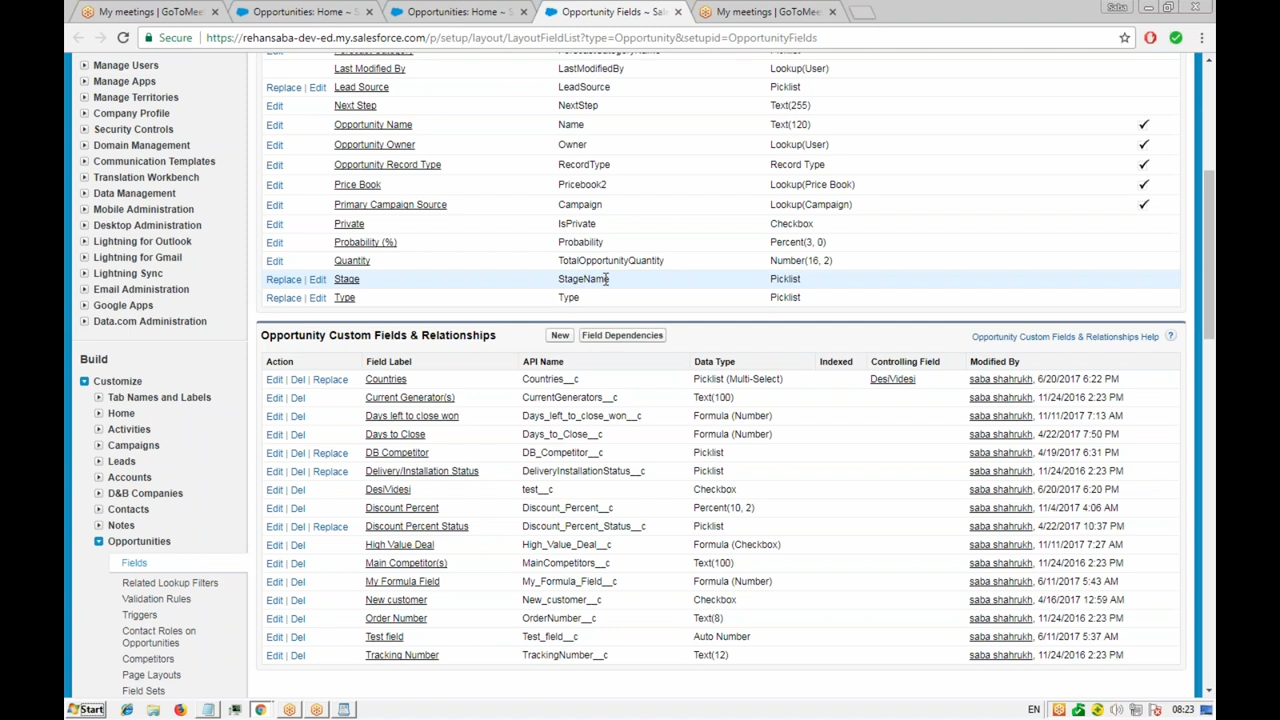 My meetings | GoToMee
Opportunities: Home ~ S
Opportunities: Home ~ S
Opportunity Fields ~ Sale
My meetings | GoToMee
Saba
Secure
https://rehansaba-dev-ed.my.salesforce.com/p/setup/layout/LayoutFieldList?type=Opportunity&setupid=OpportunityFields
Manage Users
Manage Apps
Manage Territories
Company Profile
Security Controls
Domain Management
Communication Templates
Translation Workbench
Data Management
Mobile Administration
Desktop Administration
Lightning for Outlook
Lightning for Gmail
Lightning Sync
Email Administration
Google Apps
Data.com Administration
Build
Customize
Tab Names and Labels
Home
Activities
Campaigns
Leads
Accounts
D&B Companies
Contacts
Notes
Opportunities
Fields
Related Lookup Filters
Validation Rules
Triggers
Contact Roles on
Opportunities
Competitors
Page Layouts
Field Sets
Last Modified By LastModifiedBy Lookup(User)
Replace | Edit Lead Source LeadSource Picklist
Edit Next Step NextStep Text(255)
Edit Opportunity Name Name Text(120)
Edit Opportunity Owner Owner Lookup(User)
Edit Opportunity Record Type RecordType Record Type
Edit Price Book Pricebook2 Lookup(Price Book)
Edit Primary Campaign Source Campaign Lookup(Campaign)
Edit Private IsPrivate Checkbox
Edit Probability (%) Probability Percent(3, 0)
Edit Quantity TotalOpportunityQuantity Number(16, 2)
Replace | Edit Stage StageName Picklist
Replace | Edit Type Type Picklist
Opportunity Custom Fields & Relationships New Field Dependencies Opportunity Custom Fields & Relationships Help ?
Action Field Label API Name Data Type Indexed Controlling Field Modified By
Edit | Del | Replace Countries Countries__c Picklist (Multi-Select) Desi/Videsi saba shahrukh, 6/20/2017 6:22 PM
Edit | Del Current Generator(s) CurrentGenerators__c Text(100) saba shahrukh, 11/24/2016 2:23 PM
Edit | Del Days left to close won Days_left_to_close_won__c Formula (Number) saba shahrukh, 11/11/2017 7:13 AM
Edit | Del Days to Close Days_to_Close__c Formula (Number) saba shahrukh, 4/22/2017 7:50 PM
Edit | Del | Replace DB Competitor DB_Competitor__c Picklist saba shahrukh, 4/19/2017 6:31 PM
Edit | Del | Replace Delivery/Installation Status DeliveryInstallationStatus__c Picklist saba shahrukh, 11/24/2016 2:23 PM
Edit | Del Desi/Videsi test__c Checkbox saba shahrukh, 6/20/2017 6:20 PM
Edit | Del Discount Percent Discount_Percent__c Percent(10, 2) saba shahrukh, 11/4/2017 4:06 AM
Edit | Del | Replace Discount Percent Status Discount_Percent_Status__c Picklist saba shahrukh, 4/22/2017 10:37 PM
Edit | Del High Value Deal High_Value_Deal__c Formula (Checkbox) saba shahrukh, 11/11/2017 7:27 AM
Edit | Del Main Competitor(s) MainCompetitors__c Text(100) saba shahrukh, 11/24/2016 2:23 PM
Edit | Del My Formula Field My_Formula_Field__c Formula (Number) saba shahrukh, 6/11/2017 5:43 AM
Edit | Del New customer New_customer__c Checkbox saba shahrukh, 4/16/2017 12:59 AM
Edit | Del Order Number OrderNumber__c Text(8) saba shahrukh, 11/24/2016 2:23 PM
Edit | Del Test field Test_field__c Auto Number saba shahrukh, 6/11/2017 5:37 AM
Edit | Del Tracking Number TrackingNumber__c Text(12) saba shahrukh, 11/24/2016 2:23 PM
Start
EN
08:23